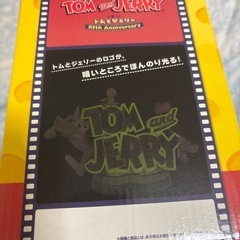 TOM and JERRY
トムとジェリー
85th Anniversary
トムとジェリーのロゴが、
暗いところでほんのり光る!
TOM and
JERRY